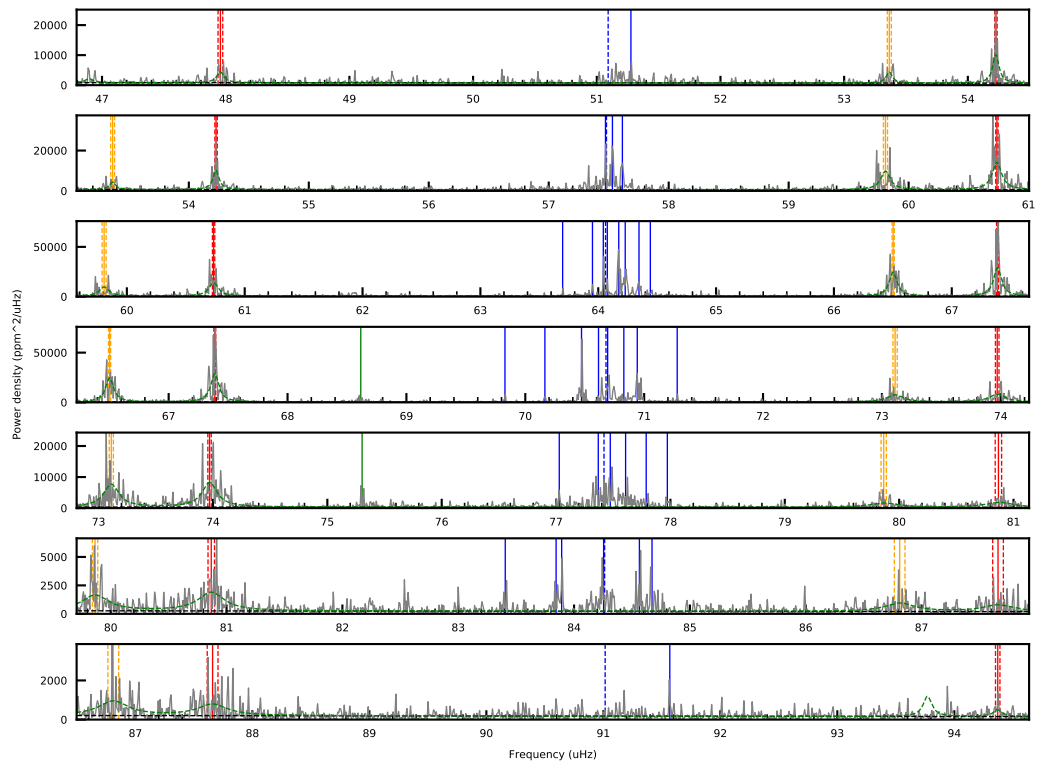 20000
10000
0
47 48 49 50 51 52 53 54
20000
0
54 55 56 57 58 59 60 61
50000
0
60 61 62 63 64 65 66 67
Power density (ppm^2/uHz)
50000
0
67 68 69 70 71 72 73 74
20000
10000
0
73 74 75 76 77 78 79 80 81
5000
2500
0
80 81 82 83 84 85 86 87
2000
0
87 88 89 90 91 92 93 94
Frequency (uHz)